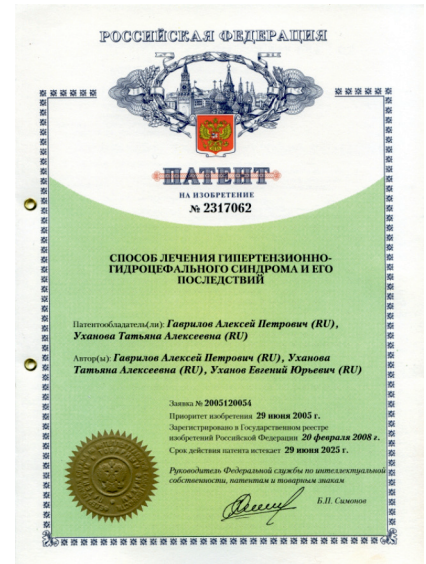 РОССИЙСКАЯ ФЕДЕРАЦИЯ
ПАТЕНТ
НА ИЗОБРЕТЕНИЕ
№ 2317062
СПОСОБ ЛЕЧЕНИЯ ГИПЕРТЕНЗИОННО-
ГИДРОЦЕФАЛЬНОГО СИНДРОМА И ЕГО
ПОСЛЕДСТВИЙ
Патентообладатель(ли): Гаврилов Алексей Петрович (RU),
Уханова Татьяна Алексеевна (RU)
Автор(ы): Гаврилов Алексей Петрович (RU), Уханова
Татьяна Алексеевна (RU), Уханов Евгений Юрьевич (RU)
Заявка № 2005120054
Приоритет изобретения 29 июня 2005 г.
Зарегистрировано в Государственном реестре
изобретений Российской Федерации 20 февраля 2008 г.
Срок действия патента истекает 29 июня 2025 г.
Руководитель Федеральной службы по интеллектуальной
собственности, патентам и товарным знакам
Б.П. Симонов